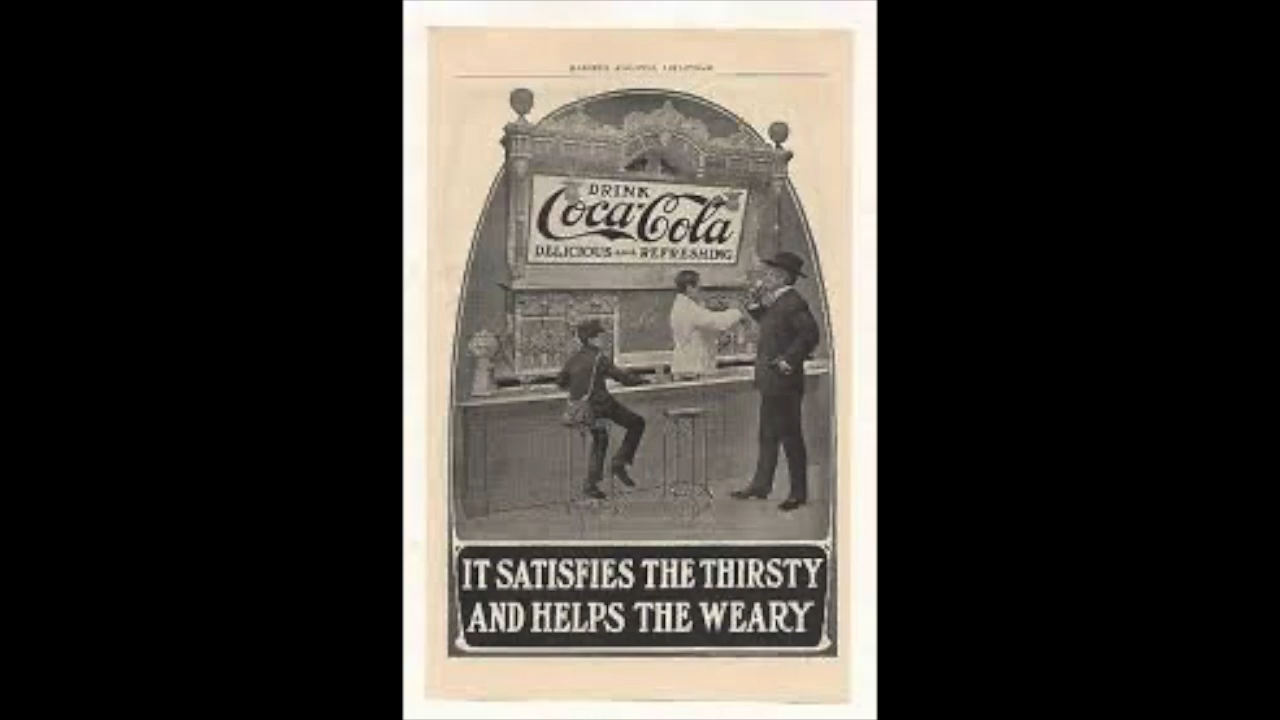 DRINK
Coca-Cola
DELICIOUS AND REFRESHING
IT SATISFIES THE THIRSTY
AND HELPS THE WEARY